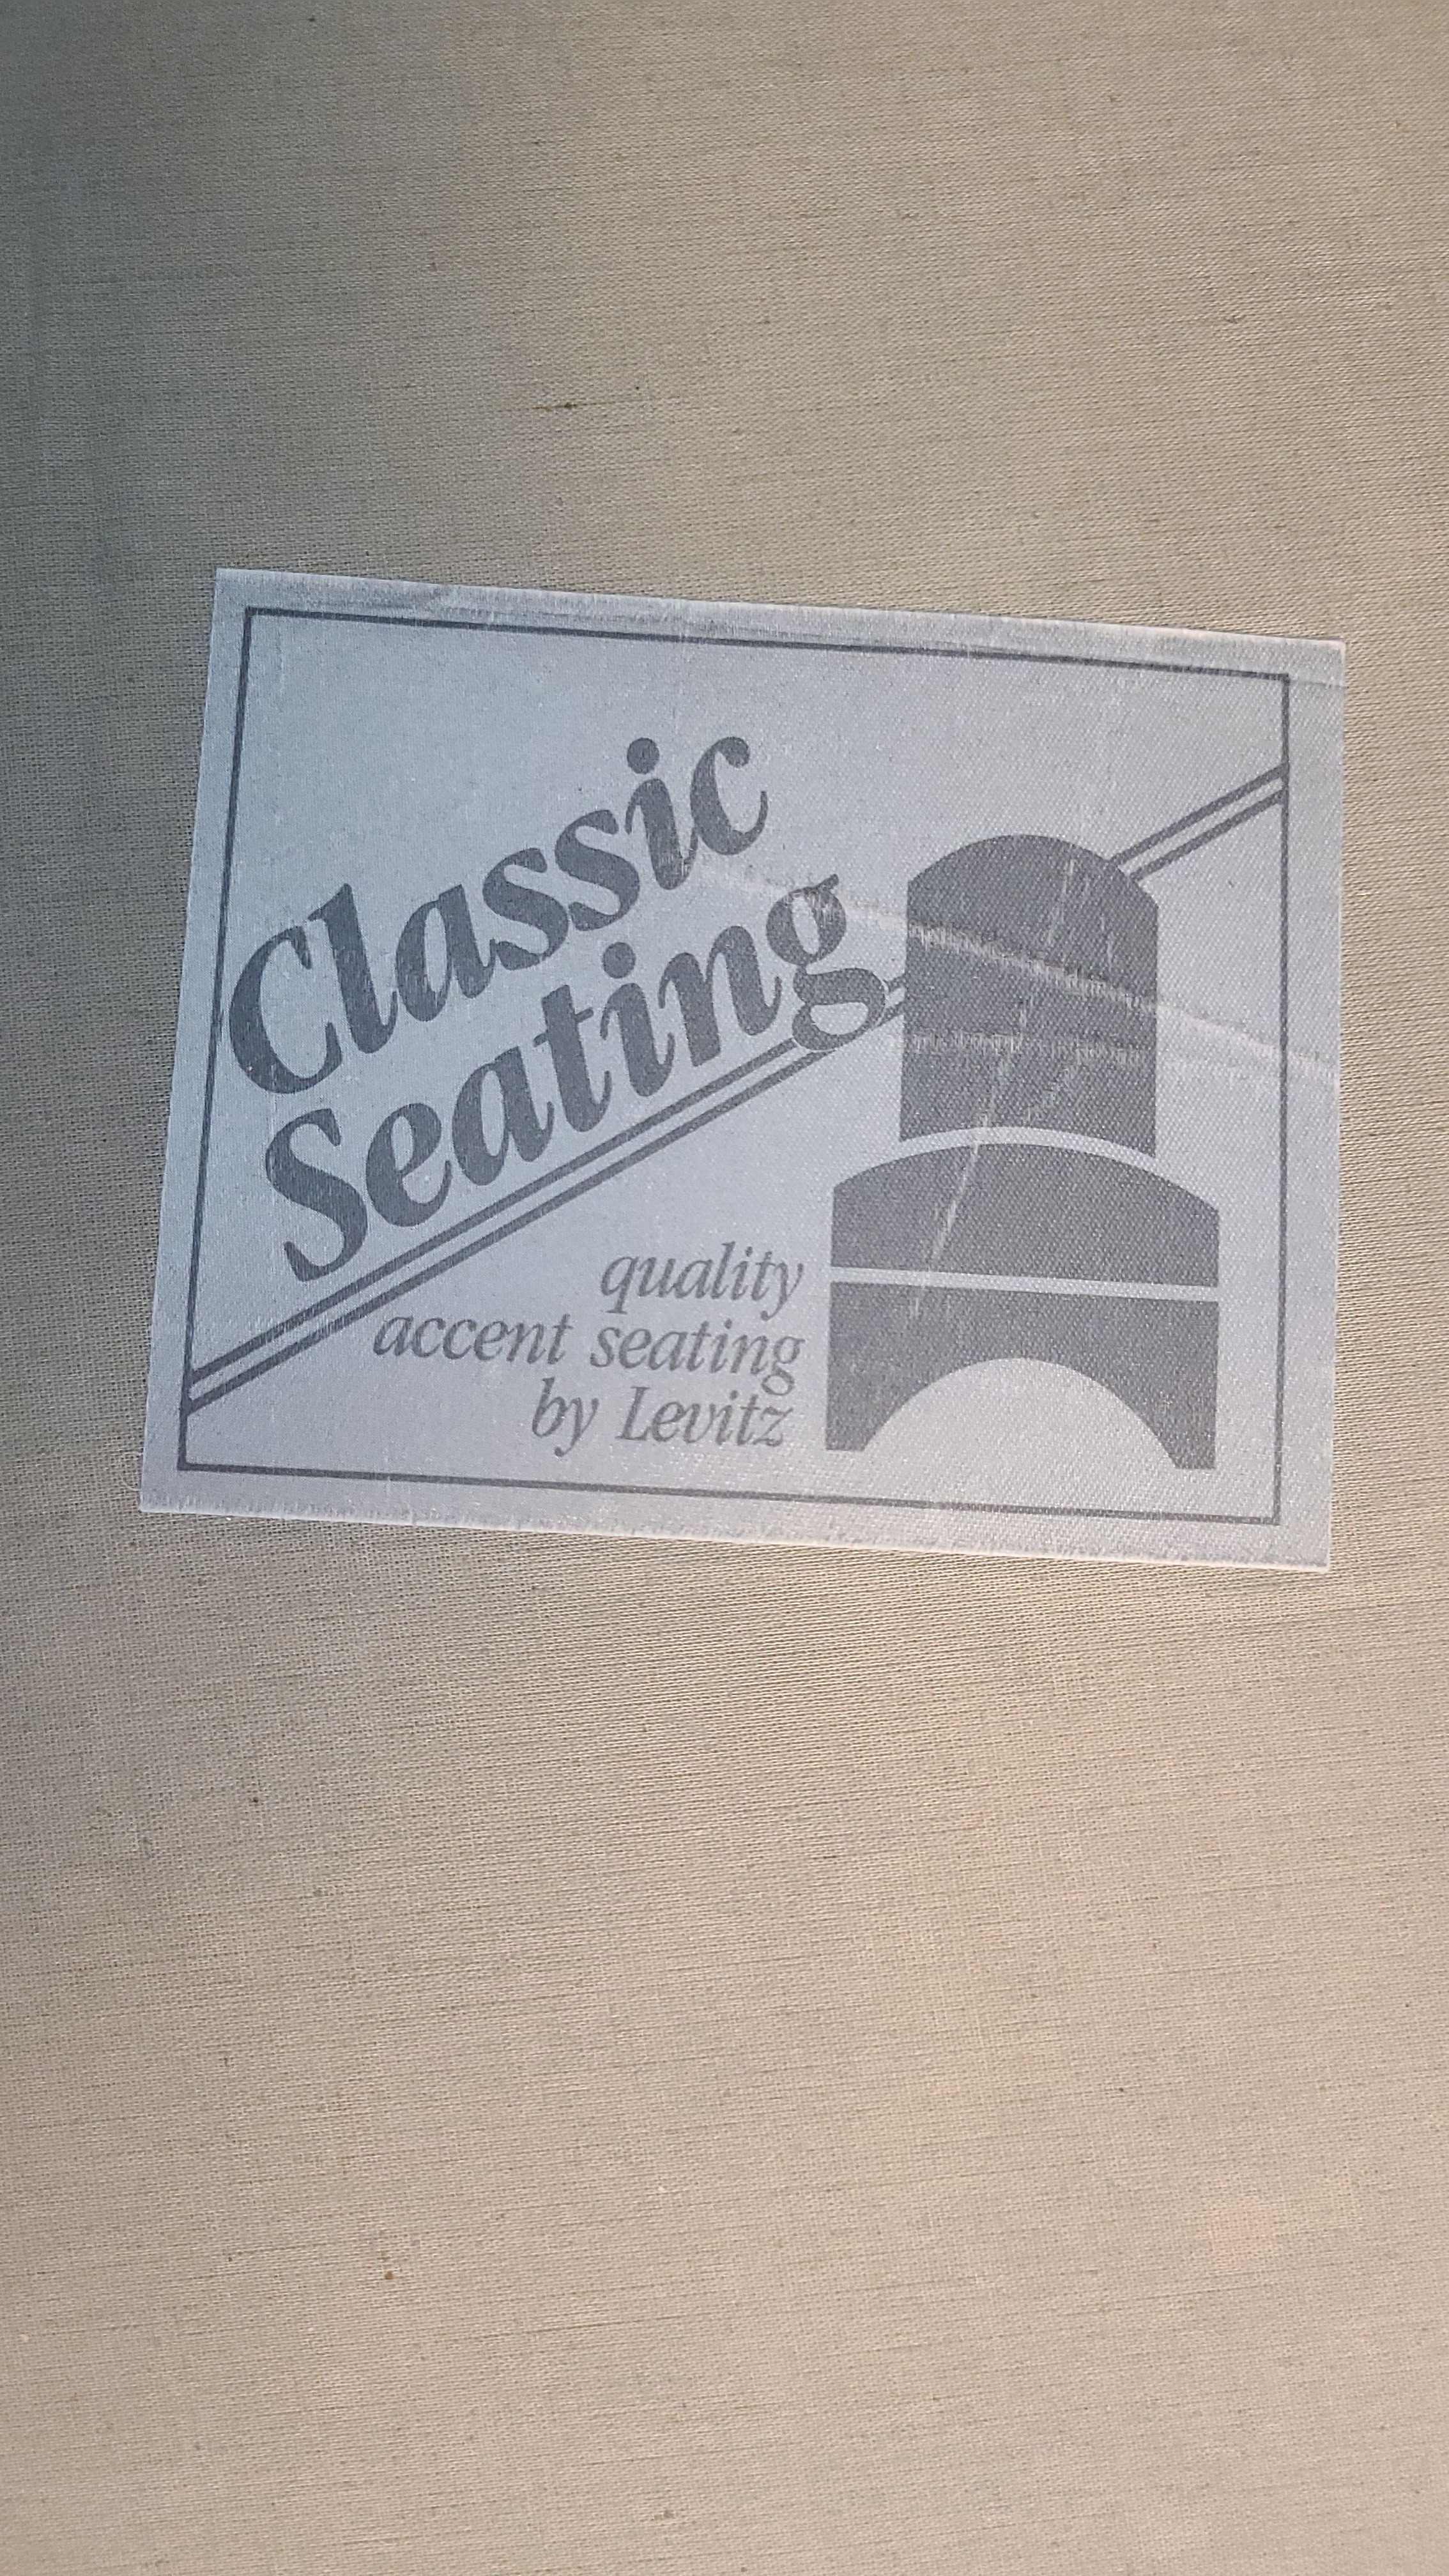 Classic
Seating
quality
accent seating
by Levitz